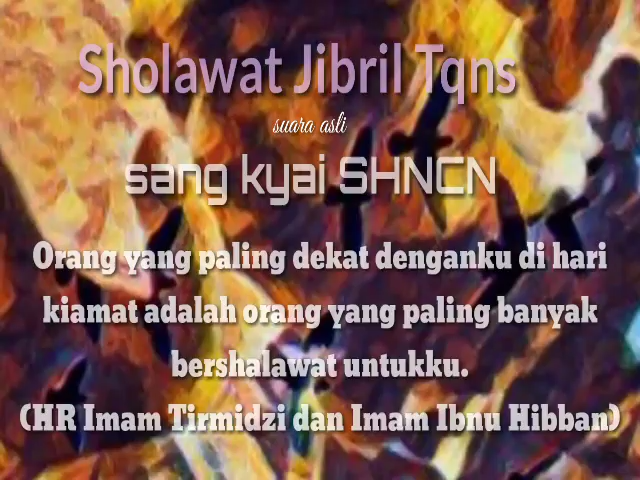 Sholawat Jibril Tqns
suara asli
sang kyai SHNCN
Orang yang paling dekat denganku di hari
kiamat adalah orang yang paling banyak
bershalawat untukku.
(HR Imam Tirmidzi dan Imam Ibnu Hibban)